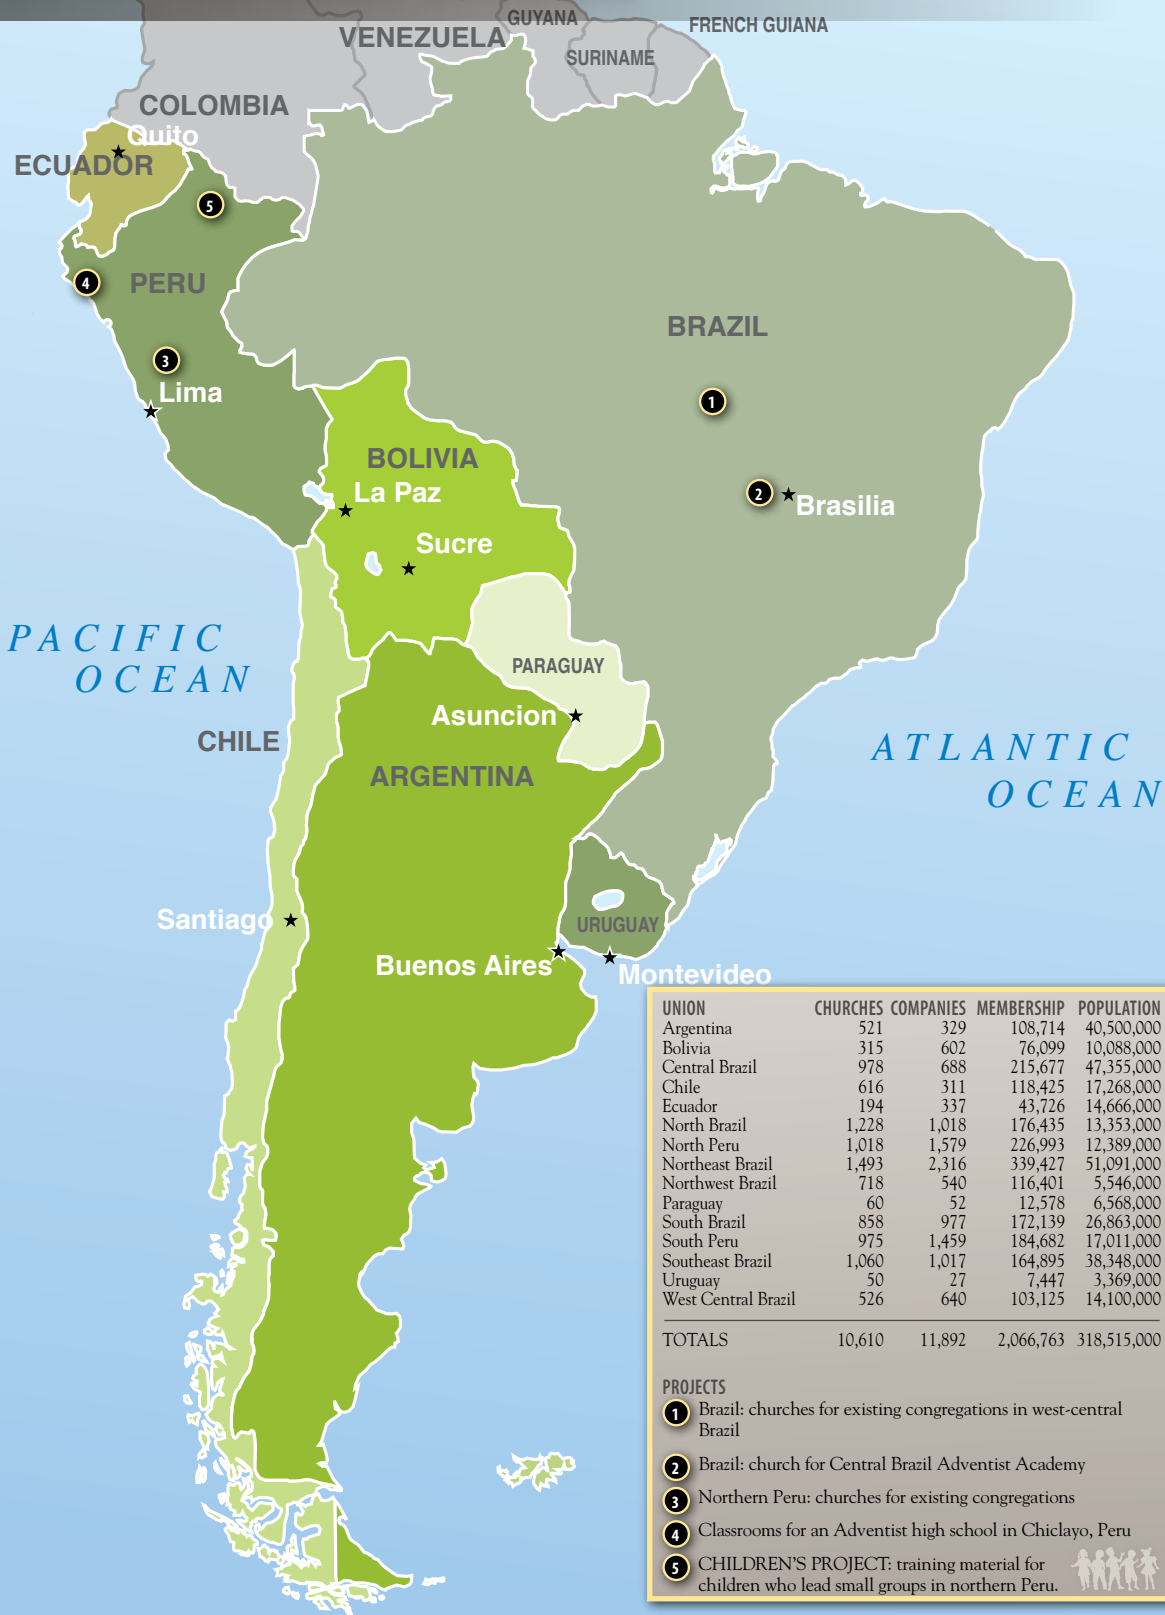 GUYANA
FRENCH GUIANA
VENEZUELA
SURINAME
COLOMBIA
Quito
ECUADOR
5
4
PERU
BRAZIL
3
Lima
1
BOLIVIA
La Paz
2
Brasilia
Sucre
PACIFIC
OCEAN
PARAGUAY
Asuncion
CHILE
ATLANTIC
OCEAN
ARGENTINA
Santiago
URUGUAY
Buenos Aires
Montevideo
UNION CHURCHES COMPANIES MEMBERSHIP POPULATION
Argentina 521 329 108,714 40,500,000
Bolivia 315 602 76,099 10,088,000
Central Brazil 978 688 215,677 47,355,000
Chile 616 311 118,425 17,268,000
Ecuador 194 337 43,726 14,666,000
North Brazil 1,228 1,018 176,435 13,353,000
North Peru 1,018 1,579 226,993 12,389,000
Northeast Brazil 1,493 2,316 339,427 51,091,000
Northwest Brazil 718 540 116,401 5,546,000
Paraguay 60 52 12,578 6,568,000
South Brazil 858 977 172,139 26,863,000
South Peru 975 1,459 184,682 17,011,000
Southeast Brazil 1,060 1,017 164,895 38,348,000
Uruguay 50 27 7,447 3,369,000
West Central Brazil 526 640 103,125 14,100,000
TOTALS 10,610 11,892 2,066,763 318,515,000
PROJECTS
1 Brazil: churches for existing congregations in west-central
Brazil
2 Brazil: church for Central Brazil Adventist Academy
3 Northern Peru: churches for existing congregations
4 Classrooms for an Adventist high school in Chiclayo, Peru
5 CHILDREN'S PROJECT: training material for
children who lead small groups in northern Peru.